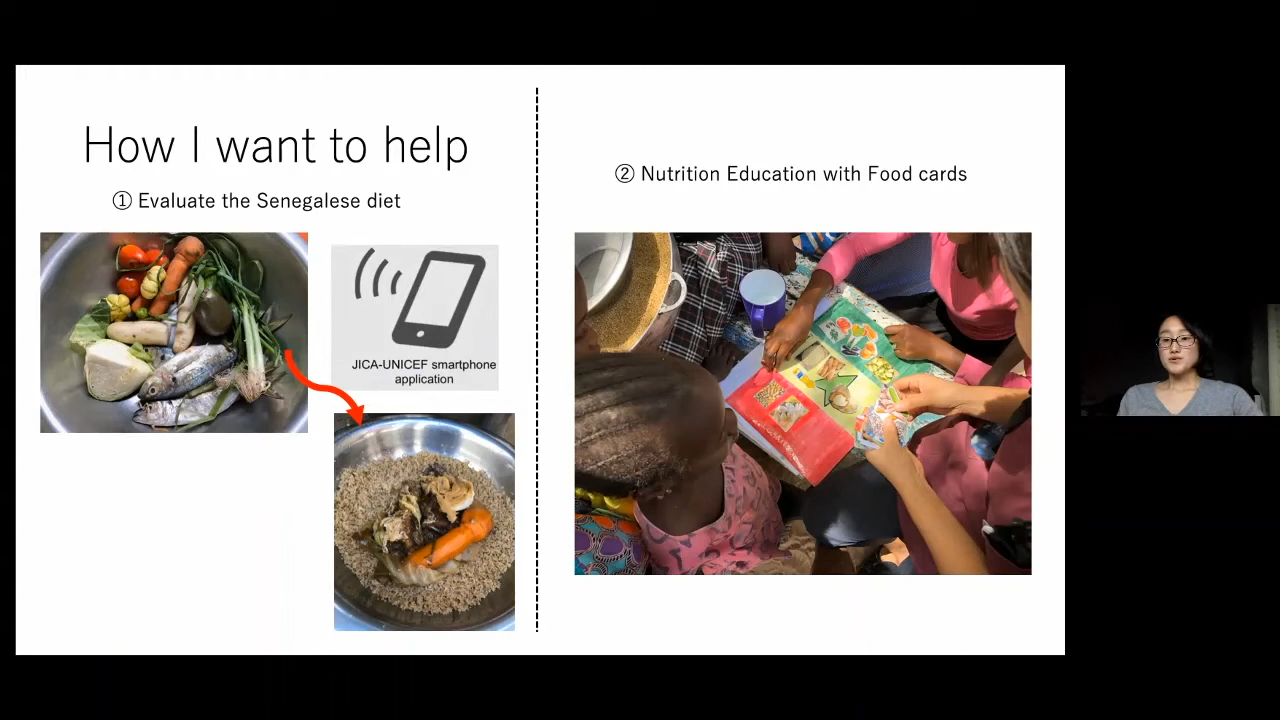 How I want to help
① Evaluate the Senegalese diet
JICA-UNICEF smartphone
application
② Nutrition Education with Food cards